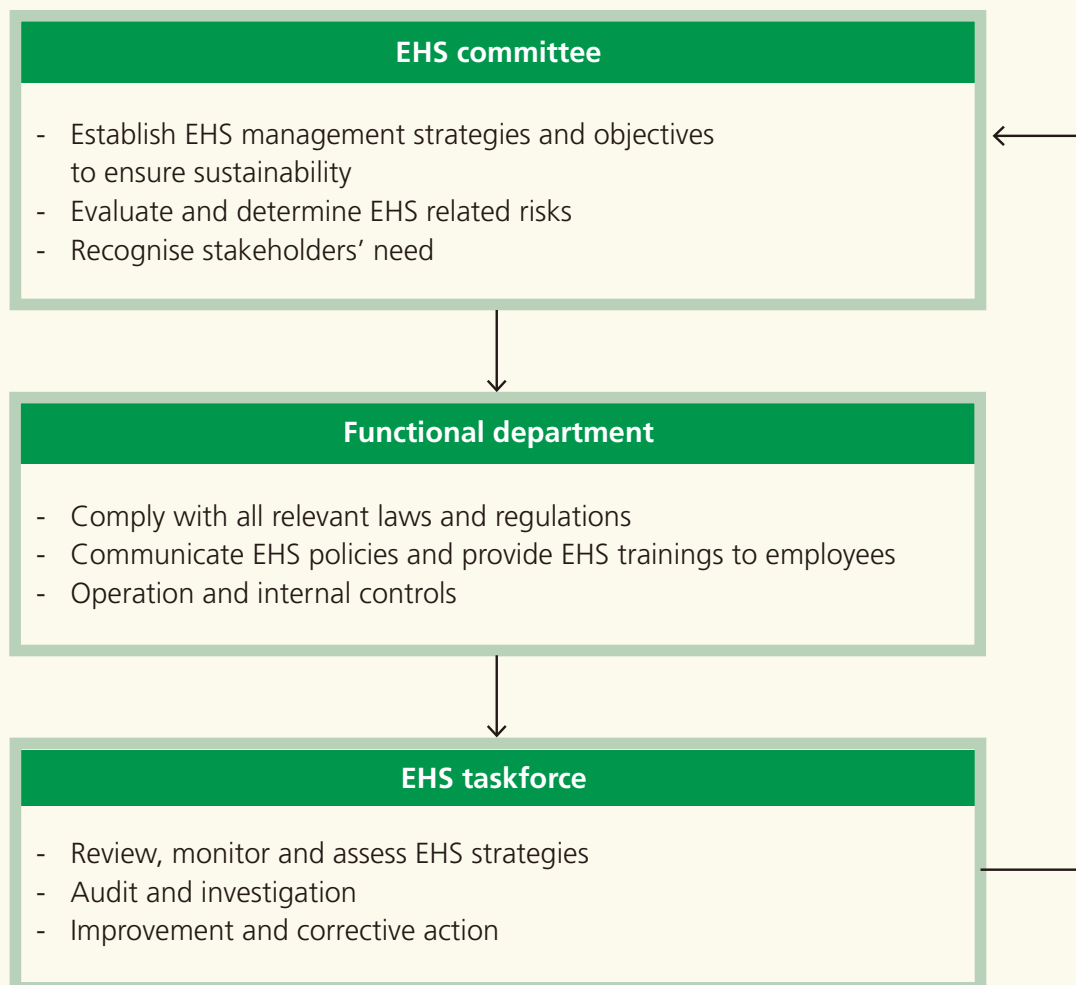 EHS committee
- Establish EHS management strategies and objectives
to ensure sustainability
- Evaluate and determine EHS related risks
- Recognise stakeholders’ need
Functional department
- Comply with all relevant laws and regulations
- Communicate EHS policies and provide EHS trainings to employees
- Operation and internal controls
EHS taskforce
- Review, monitor and assess EHS strategies
- Audit and investigation
- Improvement and corrective action